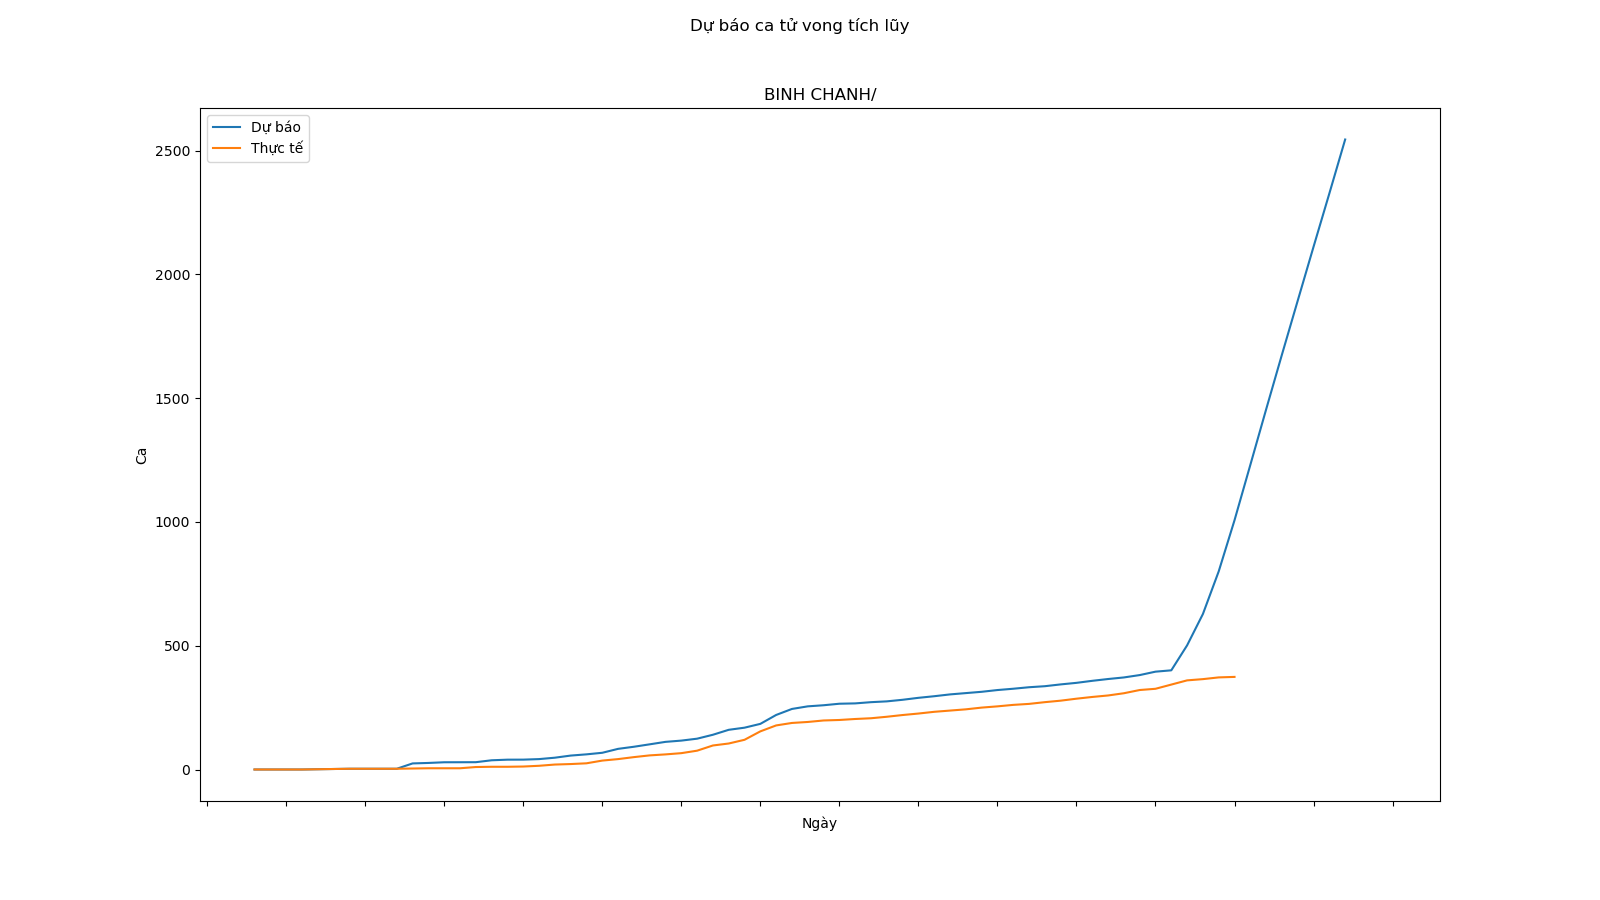 Dự báo ca tử vong tích lũy
BINH CHANH/
Dự báo
Thực tế
2500
2000
1500
1000
500
0
Ca
Ngày